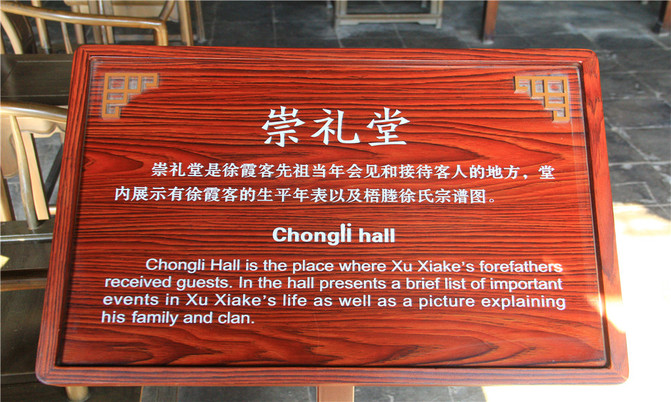 崇礼堂
崇礼堂是徐霞客先祖当年会见和接待客人的地方，堂
内展示有徐霞客的生平年表以及梧塍徐氏宗谱图。
Chongli hall
Chongli Hall is the place where Xu Xiake's forefathers
received guests. In the hall presents a brief list of important
events in Xu Xiake's life as well as a picture explaining
his family and clan.